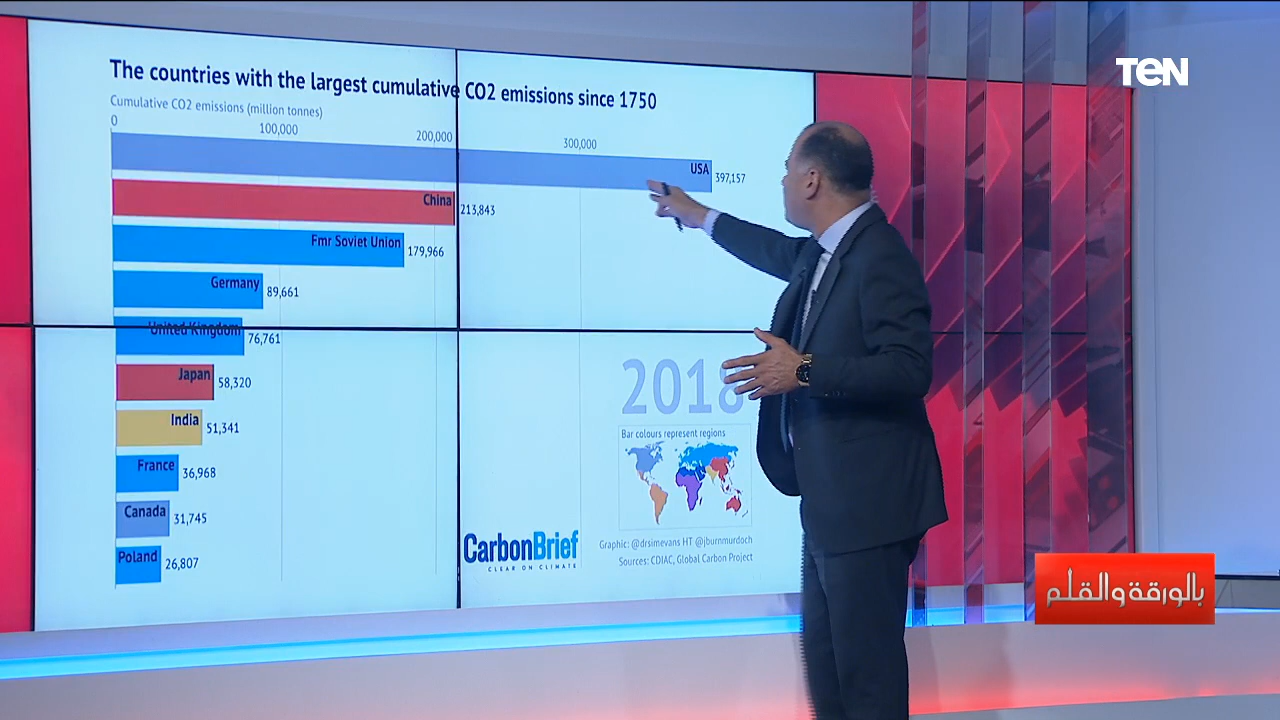 TEN
The countries with the largest cumulative CO2 emissions since 1750
Cumulative CO2 emissions (million tonnes)
0 100,000 200,000 300,000
USA 397,157
China 213,843
Fmr Soviet Union 179,966
Germany 89,661
United Kingdom 76,761
Japan 58,320
India 51,341
France 36,968
Canada 31,745
Poland 26,807
2018
Bar colours represent regions
CarbonBrief
CLEAR ON CLIMATE
Graphic: @drsimevans HT @jburnmurdoch
Sources: CDIAC, Global Carbon Project
بالورقة والقلم